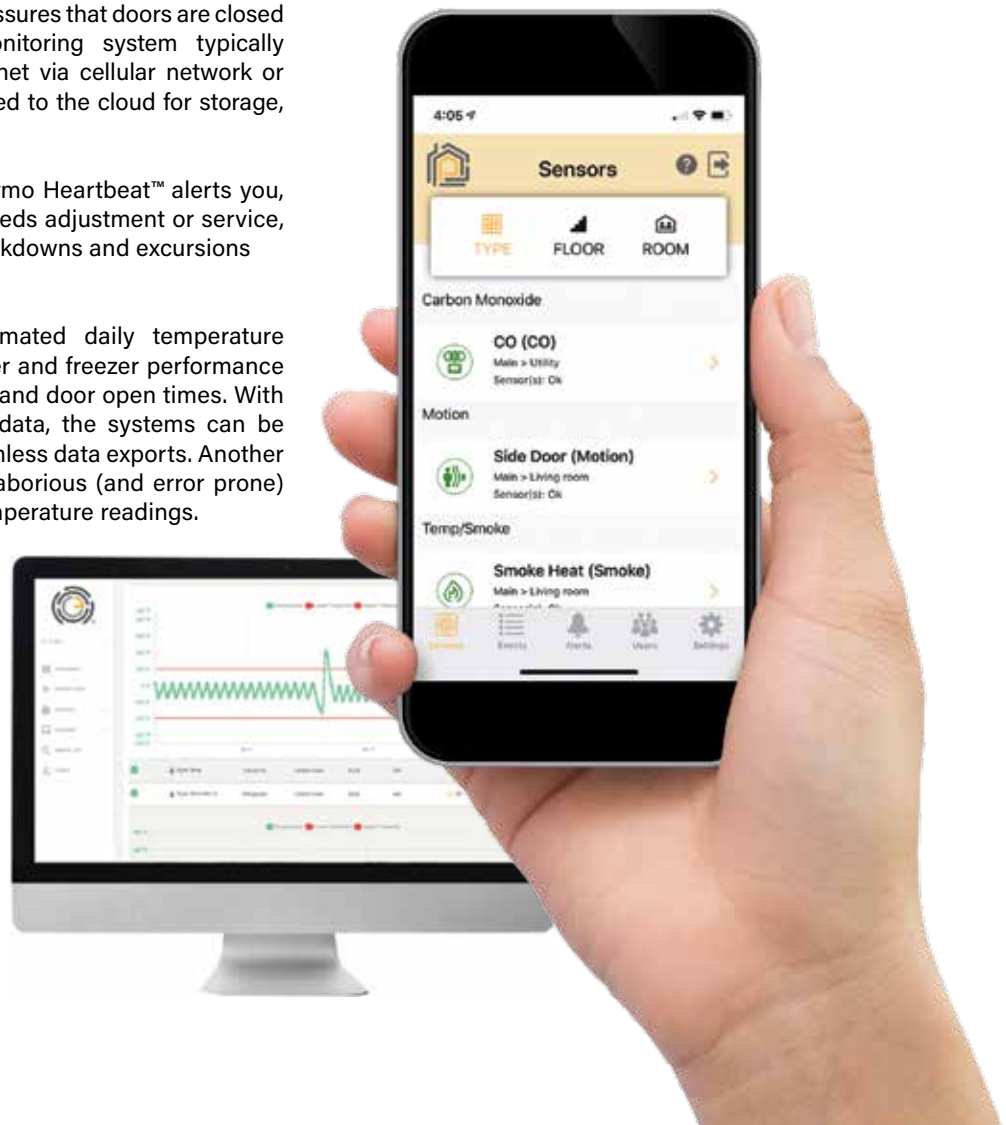 ssures that doors are closed
onitoring system typically
net via cellular network or
ed to the cloud for storage,
rmo Heartbeat™ alerts you,
eds adjustment or service,
kdowns and excursions
mated daily temperature
er and freezer performance
and door open times. With
data, the systems can be
nless data exports. Another
aborious (and error prone)
mperature readings.
4:05
Sensors
TYPE FLOOR ROOM
Carbon Monoxide
CO (CO)
Main > Utility
Sensor(s): Ok
Motion
Side Door (Motion)
Main > Living room
Sensor(s): Ok
Temp/Smoke
Smoke Heat (Smoke)
Main > Living room
Sensor(s): Ok
Sensors Events Alerts Users Settings